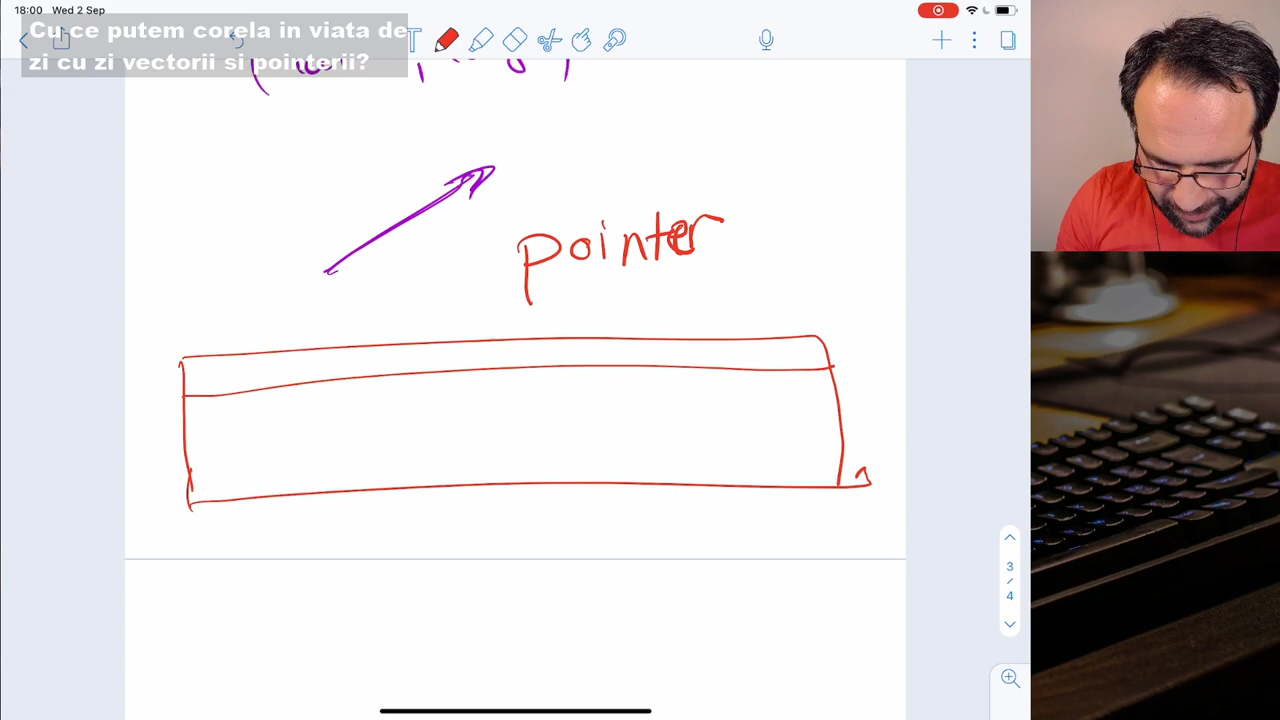 18:00 Wed 2 Sep
Cu ce putem corela in viata de
zi cu zi vectorii si pointerii?
T
pointer
3
/
4